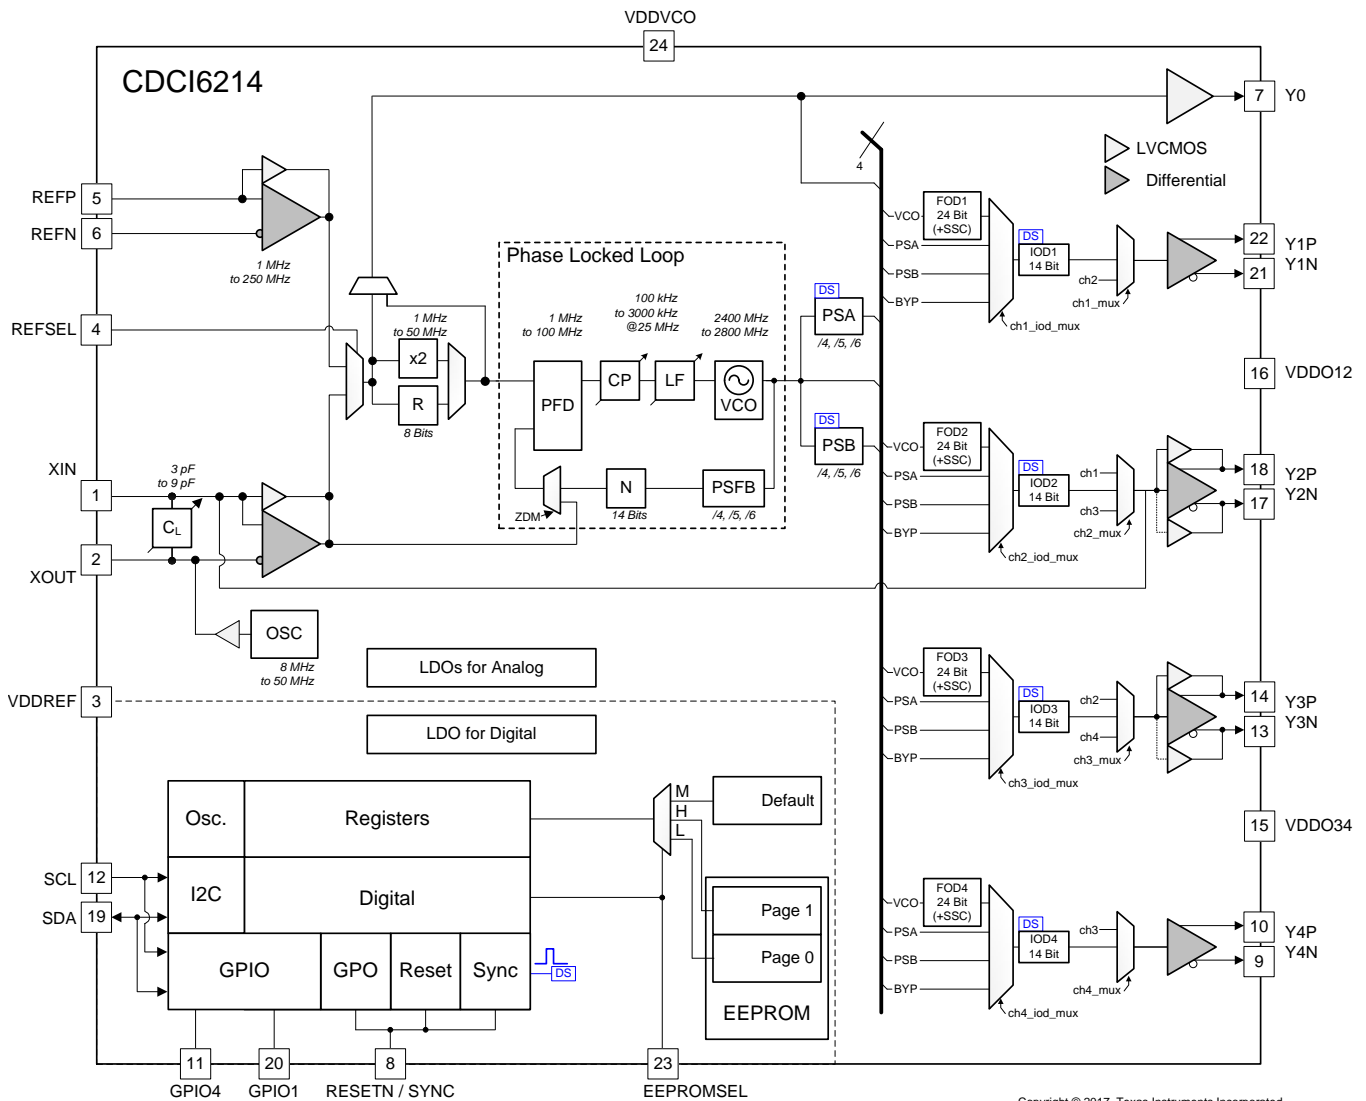 VDDVCO
24
CDCI6214
7
Y0
4
LVCMOS
Differential
REFP
5
REFN
6
1 MHz
to 250 MHz
REFSEL
4
Phase Locked Loop
1 MHz
to 50 MHz
x2
R
8 Bits
1 MHz
to 100 MHz
PFD
100 kHz
to 3000 kHz
@25 MHz
CP
LF
2400 MHz
to 2800 MHz
VCO
ZDM
N
14 Bits
PSFB
/4, /5, /6
DS
PSA
/4, /5, /6
DS
PSB
/4, /5, /6
VCO
PSA
PSB
BYP
FOD1
24 Bit
(+SSC)
DS
IOD1
14 Bit
ch1_iod_mux
ch2
ch1_mux
22
Y1P
Y1N
21
16
VDDO12
VCO
PSA
PSB
BYP
FOD2
24 Bit
(+SSC)
DS
IOD2
14 Bit
ch2_iod_mux
ch1
ch3
ch2_mux
18
Y2P
Y2N
17
XIN
1
3 pF
to 9 pF
CL
2
XOUT
OSC
8 MHz
to 50 MHz
LDOs for Analog
VDDREF
3
LDO for Digital
VCO
PSA
PSB
BYP
FOD3
24 Bit
(+SSC)
DS
IOD3
14 Bit
ch3_iod_mux
ch2
ch4
ch3_mux
14
Y3P
Y3N
13
15
VDDO34
Osc.
Registers
I2C
Digital
GPIO
GPO
Reset
Sync
DS
SCL
12
SDA
19
M
H
L
Default
Page 1
Page 0
EEPROM
VCO
PSA
PSB
BYP
FOD4
24 Bit
(+SSC)
DS
IOD4
14 Bit
ch4_iod_mux
ch3
ch4_mux
10
Y4P
Y4N
9
11
GPIO4
20
GPIO1
8
RESETN / SYNC
23
EEPROMSEL
Copyright © 2017, Texas Instruments Incorporated